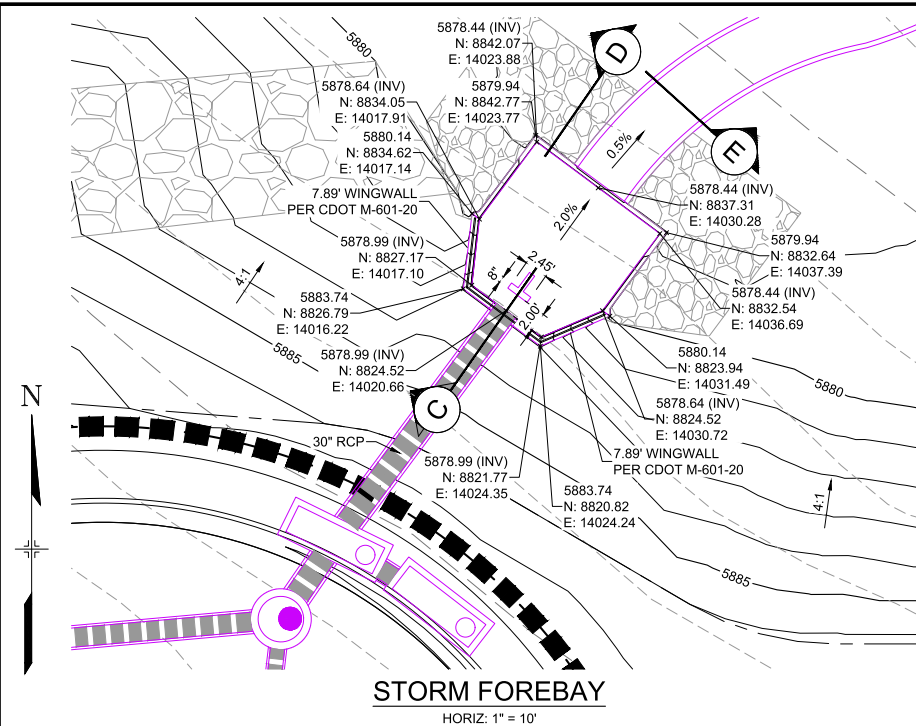 5880
5878.44 (INV)
N: 8842.07
E: 14023.88
5879.94
N: 8842.77
E: 14023.77
5878.64 (INV)
N: 8834.05
E: 14017.91
5880.14
N: 8834.62
E: 14017.14
7.89' WINGWALL
PER CDOT M-601-20
5878.99 (INV)
N: 8827.17
E: 14017.10
5883.74
N: 8826.79
E: 14016.22
5878.99 (INV)
N: 8824.52
E: 14020.66
D
E
0.5%
2.0%
5878.44 (INV)
N: 8837.31
E: 14030.28
5879.94
N: 8832.64
E: 14037.39
5878.44 (INV)
N: 8832.54
E: 14036.69
2.45'
8"
2.00'
4:1
5885
5880.14
N: 8823.94
E: 14031.49
5878.64 (INV)
N: 8824.52
E: 14030.72
5880
7.89' WINGWALL
PER CDOT M-601-20
C
N
30" RCP
5878.99 (INV)
N: 8821.77
E: 14024.35
5883.74
N: 8820.82
E: 14024.24
4:1
5885
STORM FOREBAY
HORIZ: 1" = 10'